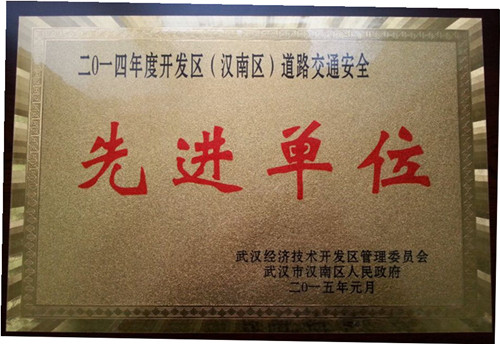 二0一四年度开发区（汉南区）道路交通安全
先进单位
武汉经济技术开发区管理委员会
武汉市汉南区人民政府
二0一五年元月